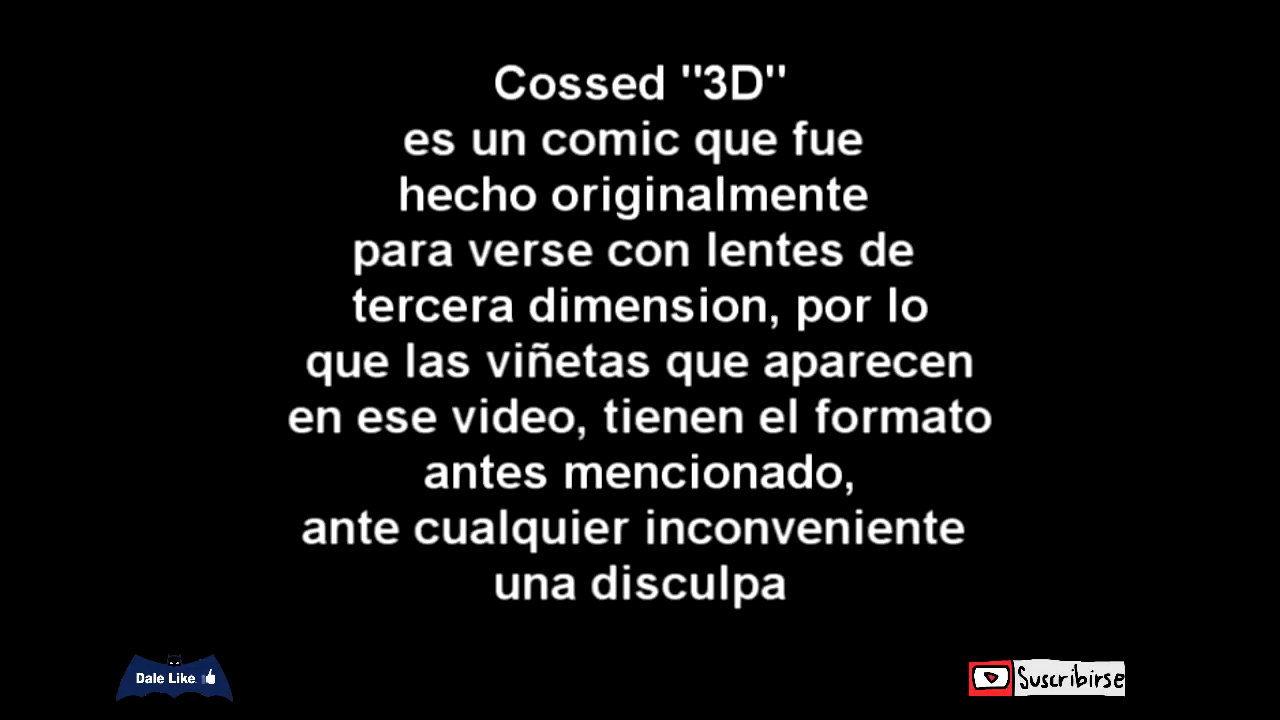 Cossed "3D"
es un comic que fue
hecho originalmente
para verse con lentes de
tercera dimension, por lo
que las viñetas que aparecen
en ese video, tienen el formato
antes mencionado,
ante cualquier inconveniente
una disculpa
Dale Like
Suscribirse